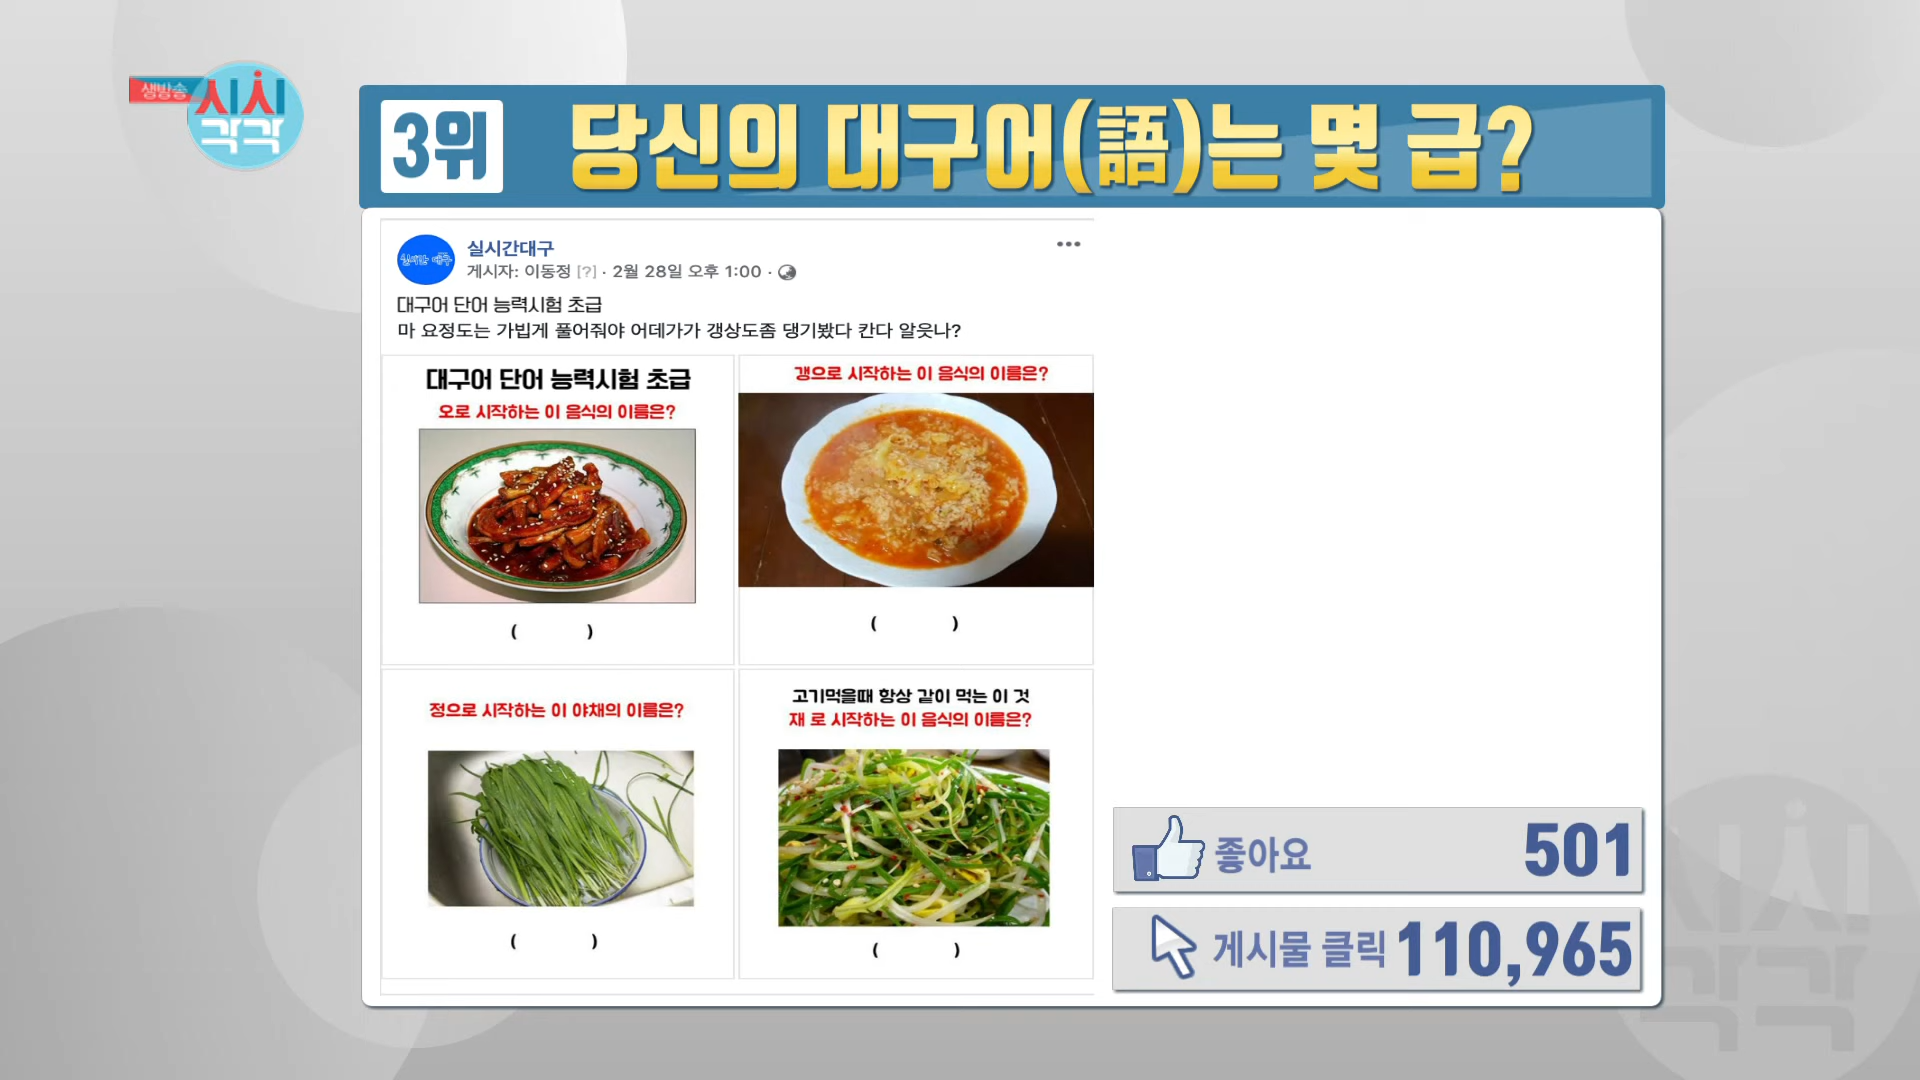 생방송
시시
각각
3위
당신의 대구어(語)는 몇 급?
실시간 대구
실시간대구
게시자: 이동정 [?] · 2월 28일 오후 1:00 ·
대구어 단어 능력시험 초급
마 요정도는 가빕게 풀어줘야 어데가가 갱상도좀 댕기봤다 칸다 알웃나?
대구어 단어 능력시험 초급
오로 시작하는 이 음식의 이름은?
( )
갱으로 시작하는 이 음식의 이름은?
( )
정으로 시작하는 이 야채의 이름은?
( )
고기먹을때 항상 같이 먹는 이 것
재 로 시작하는 이 음식의 이름은?
( )
좋아요 501
게시물 클릭 110,965
시시
각각